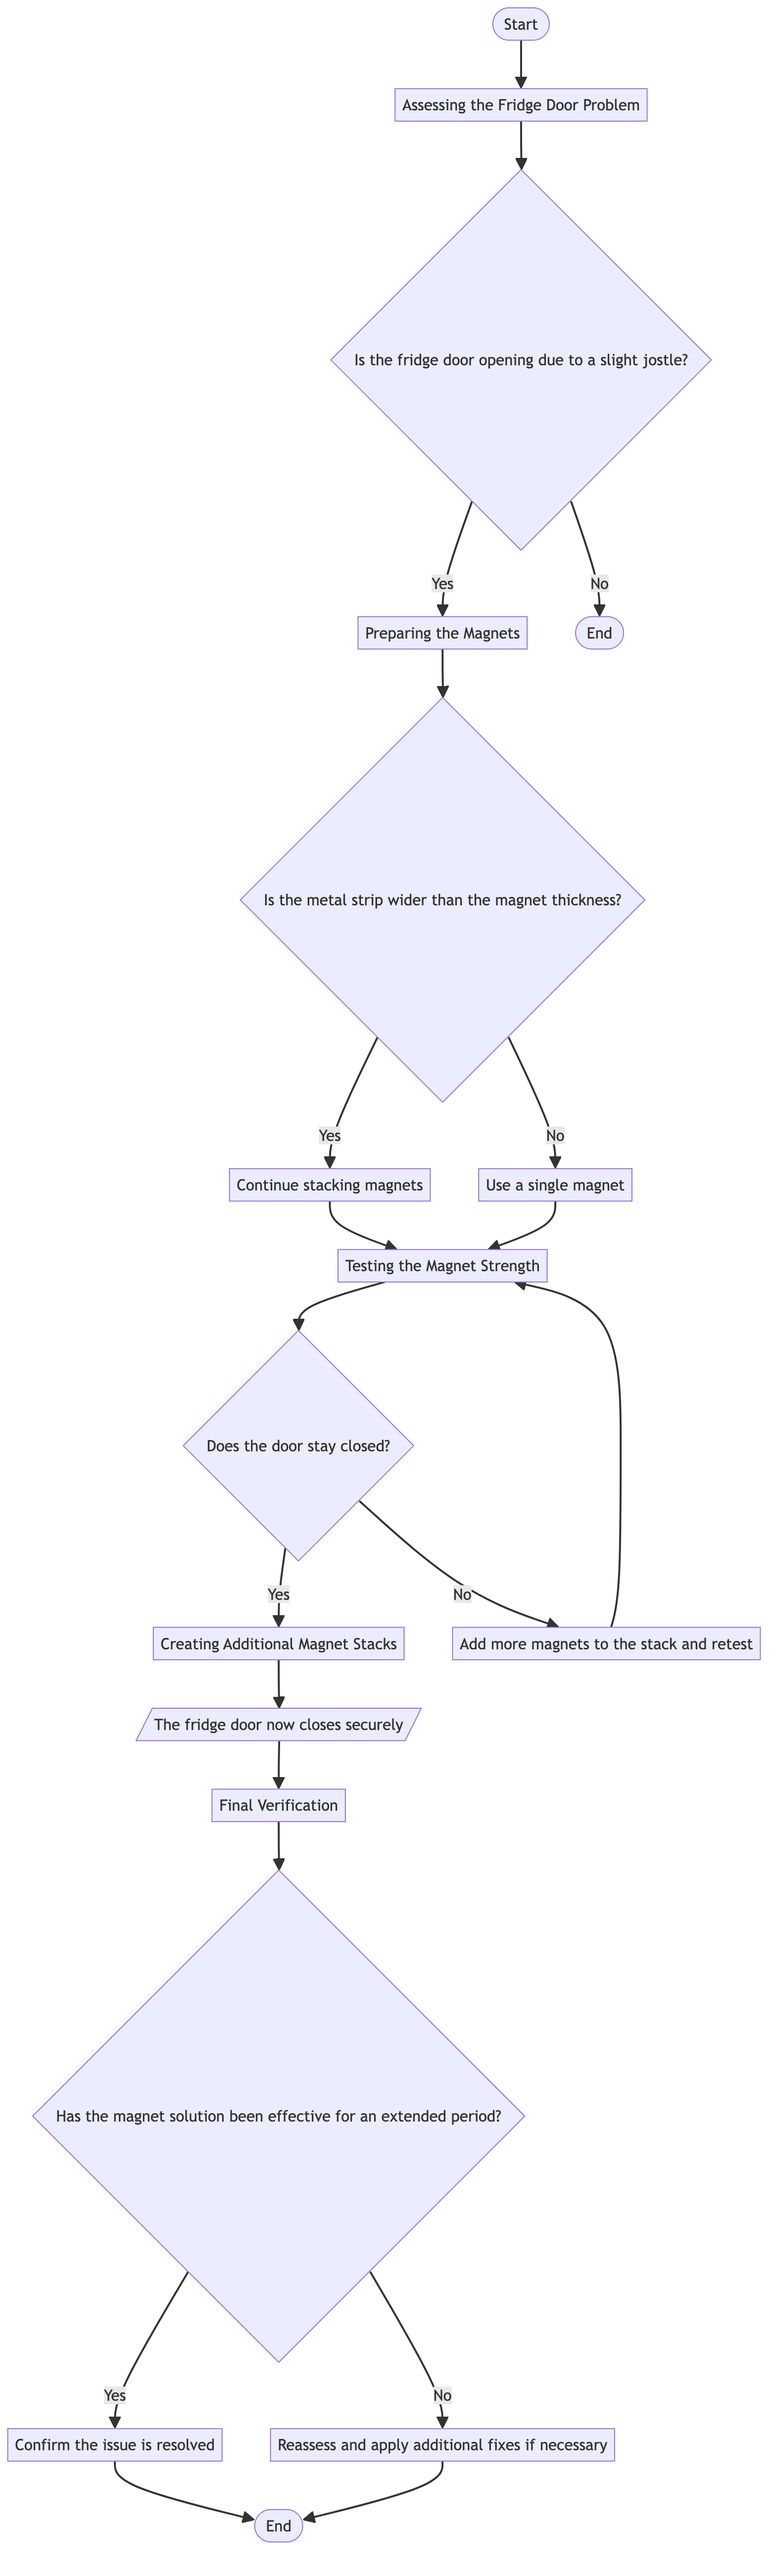 Start
Assessing the Fridge Door Problem
Is the fridge door opening due to a slight jostle?
Yes
No
Preparing the Magnets
End
Is the metal strip wider than the magnet thickness?
Yes
No
Continue stacking magnets
Use a single magnet
Testing the Magnet Strength
Does the door stay closed?
Yes
No
Creating Additional Magnet Stacks
Add more magnets to the stack and retest
The fridge door now closes securely
Final Verification
Has the magnet solution been effective for an extended period?
Yes
No
Confirm the issue is resolved
Reassess and apply additional fixes if necessary
End